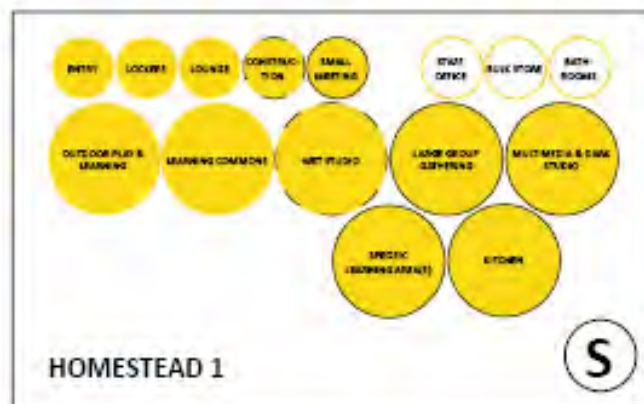 ENTRY
LOCKERS
LOUNGE
CONSTRUC-
TION
SMALL
MEETING
STAFF
OFFICE
BULK STORE
BATH-
ROOMS
OUTDOOR PLAY &
LEARNING
LEARNING COMMONS
WET STUDIO
LARGE GROUP
GATHERING
MULTIMEDIA & DARK
STUDIO
SPECIFIC
LEARNING AREA(S)
KITCHEN
HOMESTEAD 1
S